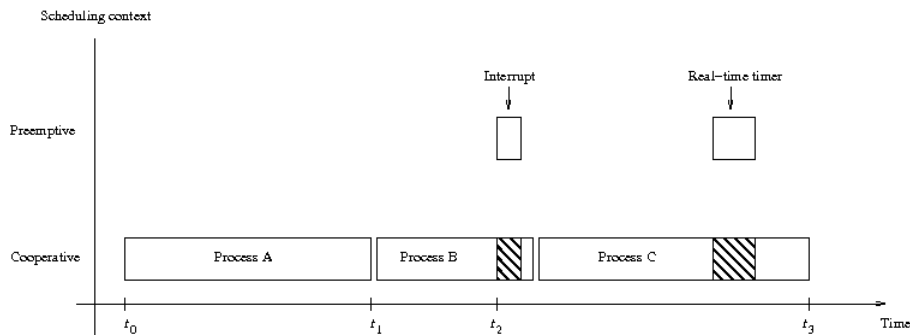 Scheduling context
Interrupt
Real-time timer
Preemptive
Cooperative
Process A
Process B
Process C
t0
t1
t2
t3
Time